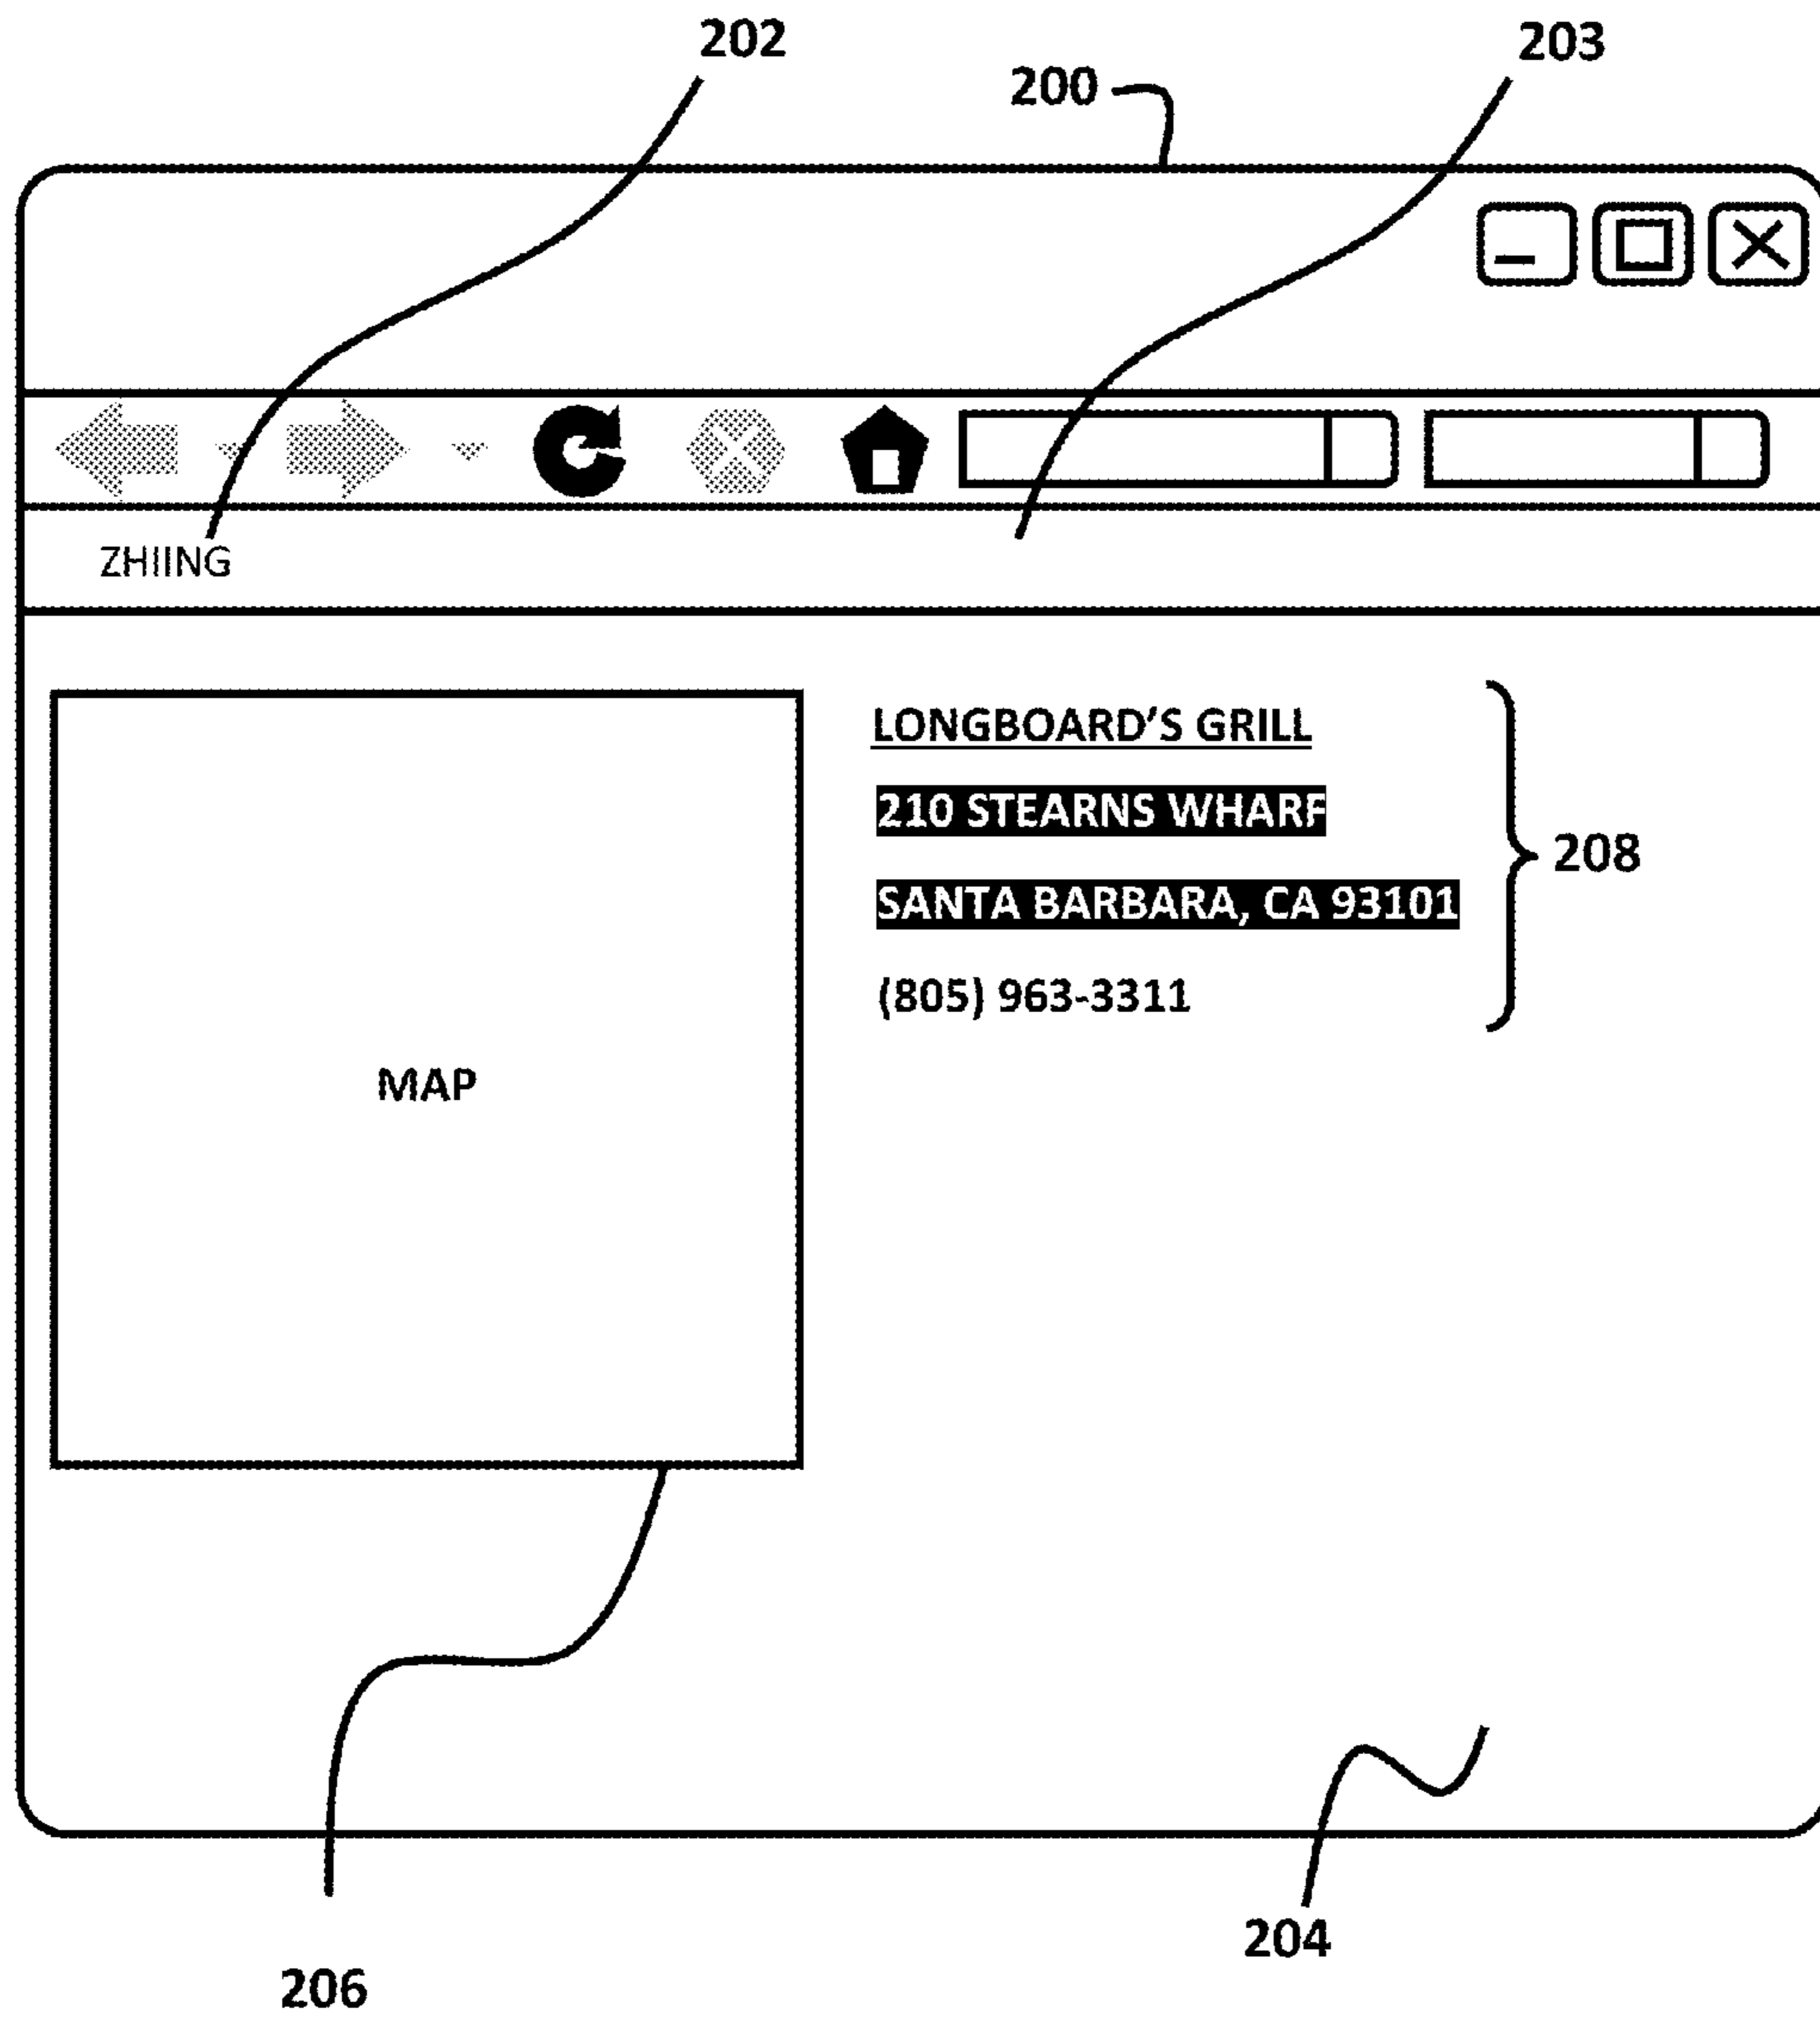 202
203
200
ZHIING
LONGBOARD'S GRILL
210 STEARNS WHARF
SANTA BARBARA, CA 93101
(805) 963-3311
208
MAP
204
206